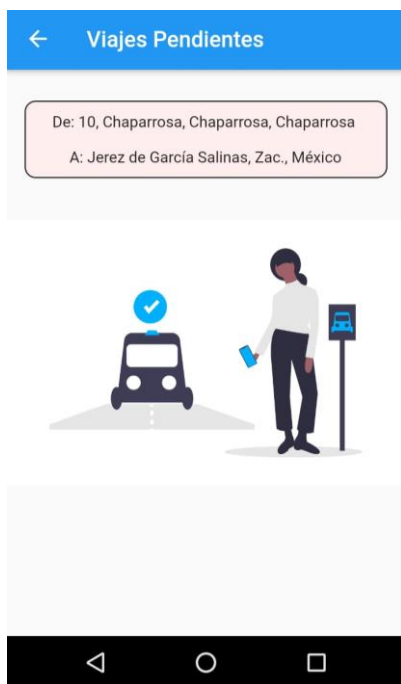 Viajes Pendientes
De: 10, Chaparrosa, Chaparrosa, Chaparrosa
A: Jerez de García Salinas, Zac., México